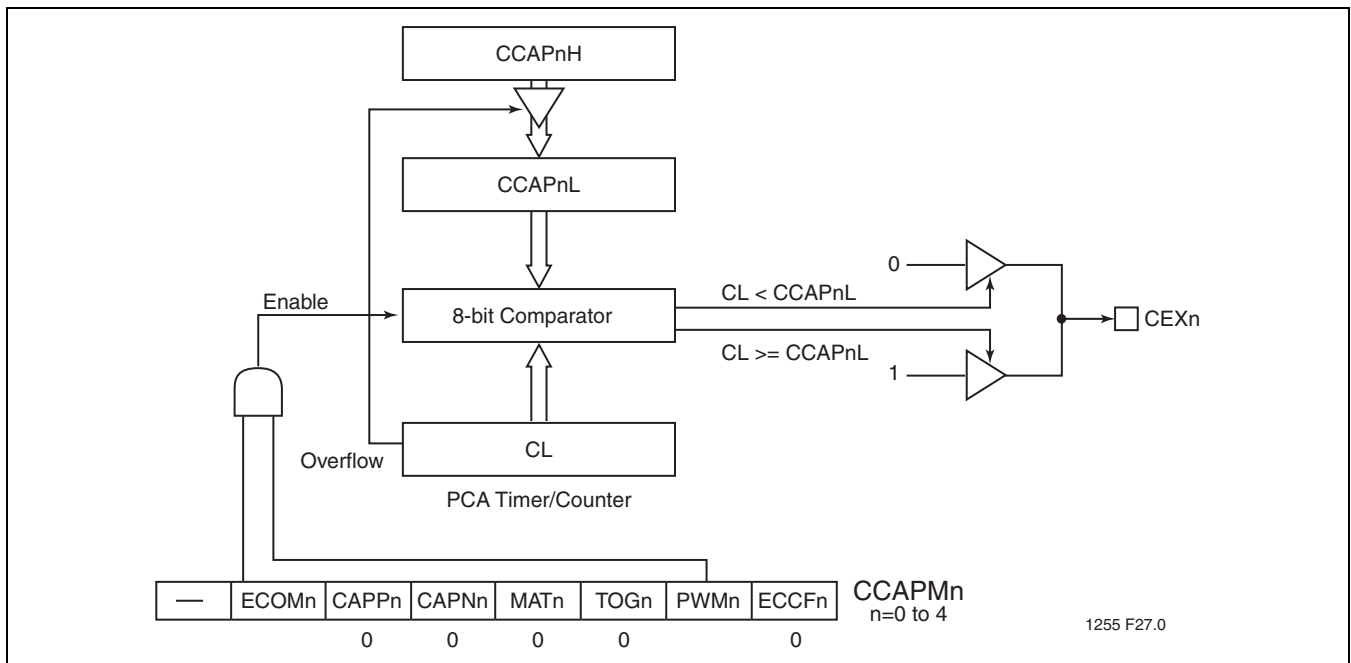 CCAPnH
CCAPnL
0
CL < CCAPnL
Enable
8-bit Comparator
CEXn
CL >= CCAPnL
1
CL
Overflow
PCA Timer/Counter
— ECOMn CAPPn CAPNn MATn TOGn PWMn ECCFn CCAPMn
n=0 to 4
0 0 0 0 0
1255 F27.0